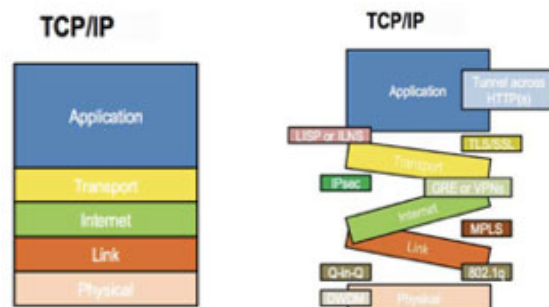 TCP/IP
Application
Transport
Internet
Link
Physical
TCP/IP
Application
Tunnel across
HTTP(s)
LISP or ILNS
TLS/SSL
Transport
IPsec
GRE or VPNs
Internet
MPLS
Link
Q-in-Q
802.1q
DWDM
Physical